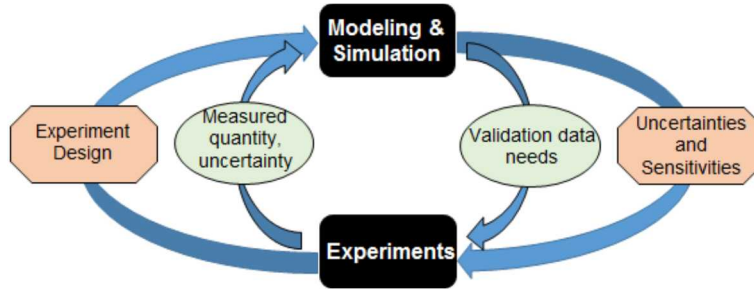 Modeling &
Simulation
Experiment
Design
Measured
quantity,
uncertainty
Validation data
needs
Uncertainties
and
Sensitivities
Experiments